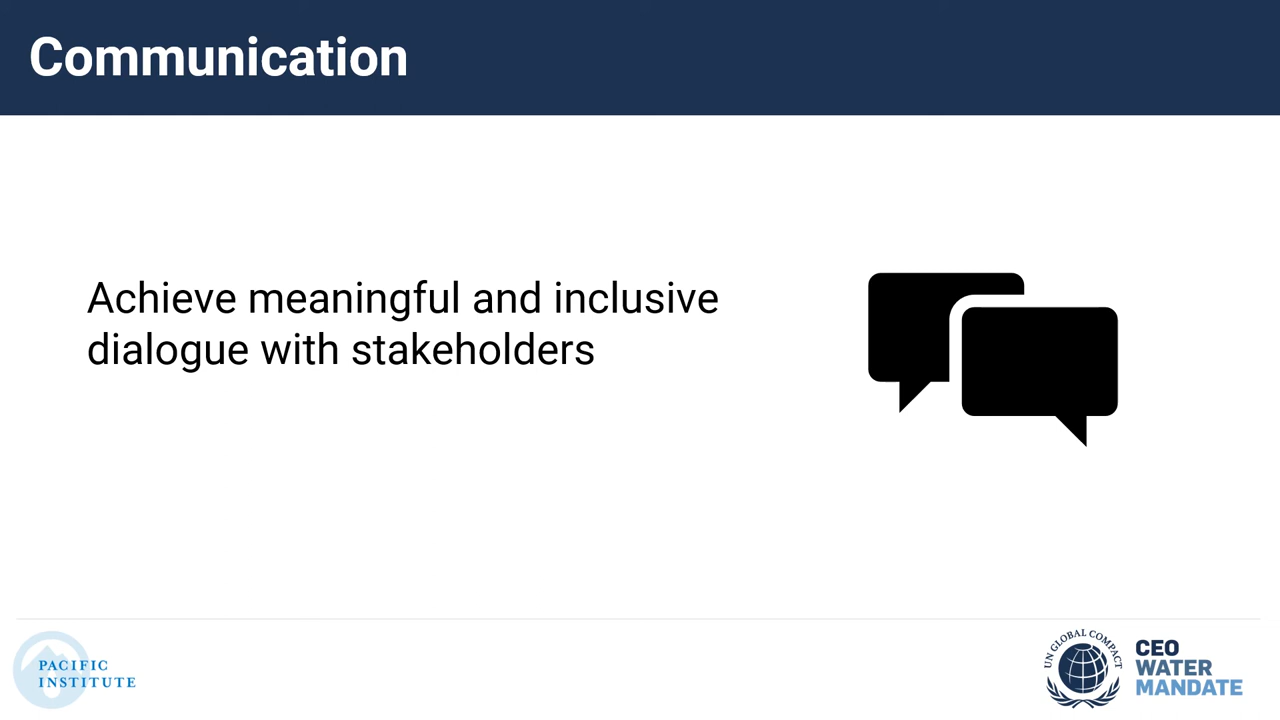 Communication
Achieve meaningful and inclusive
dialogue with stakeholders
PACIFIC
INSTITUTE
UN GLOBAL COMPACT
CEO
WATER
MANDATE